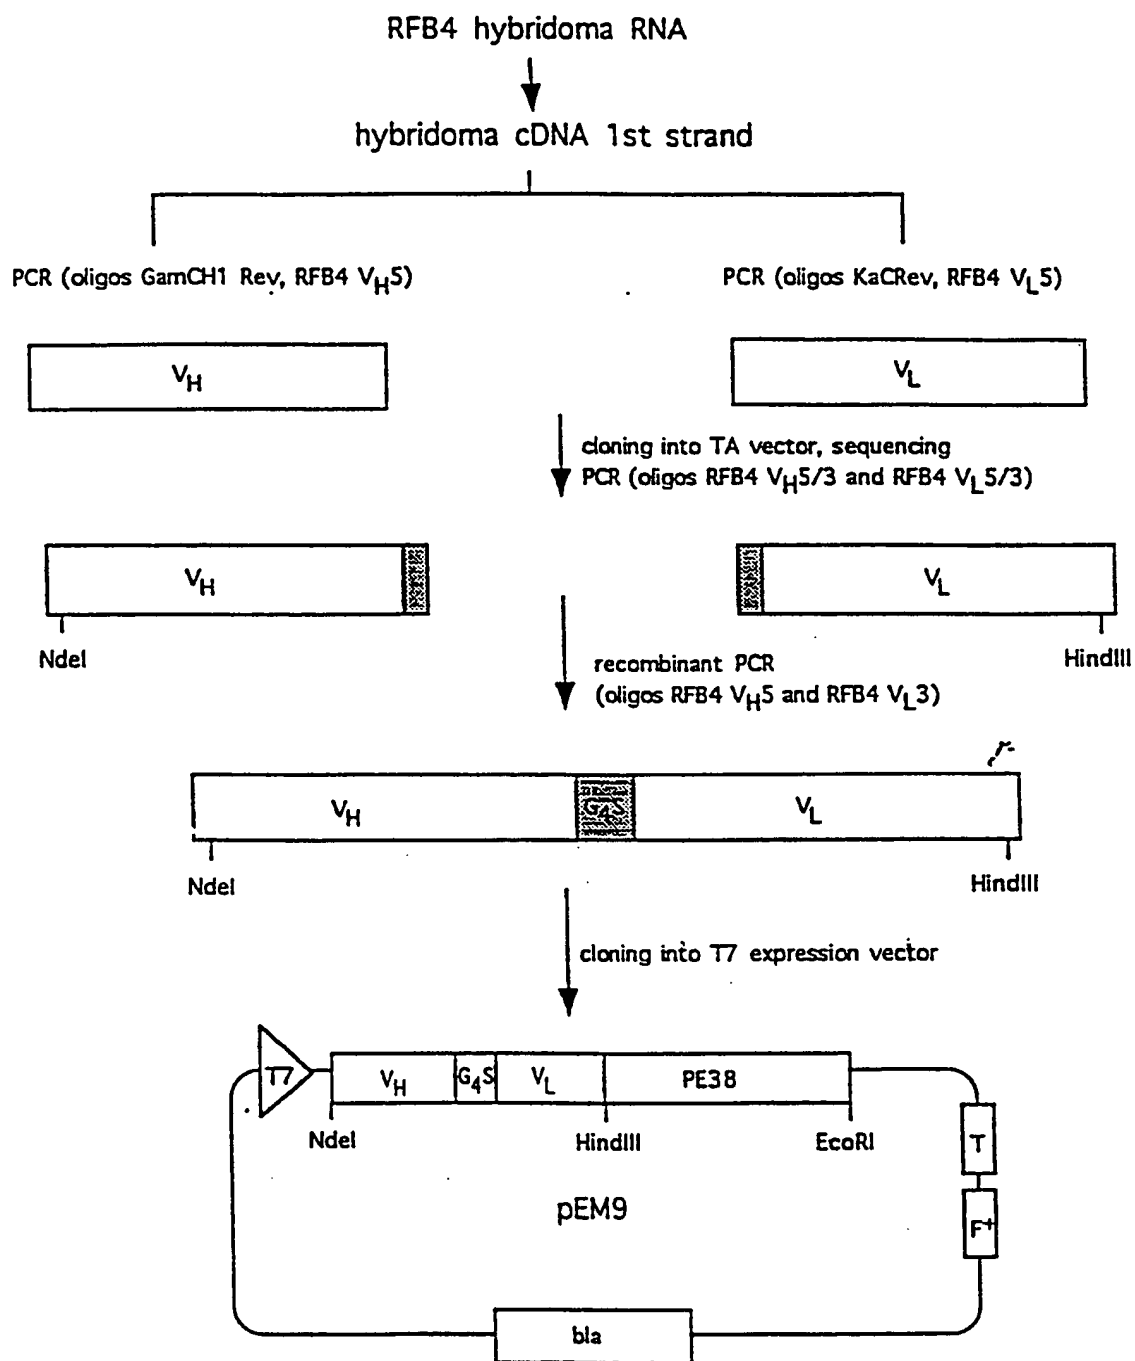 RFB4 hybridoma RNA
hybridoma cDNA 1st strand
PCR (oligos GamCH1 Rev, RFB4 VH5)
PCR (oligos KaCRev, RFB4 VL5)
VH
VL
cloning into TA vector, sequencing
PCR (oligos RFB4 VH5/3 and RFB4 VL5/3)
VH
VL
NdeI
HindIII
recombinant PCR
(oligos RFB4 VH5 and RFB4 VL3)
VH
G4S
VL
NdeI
HindIII
cloning into T7 expression vector
T7
VH
G4S
VL
PE38
NdeI
HindIII
EcoRI
T
pEM9
F+
bla